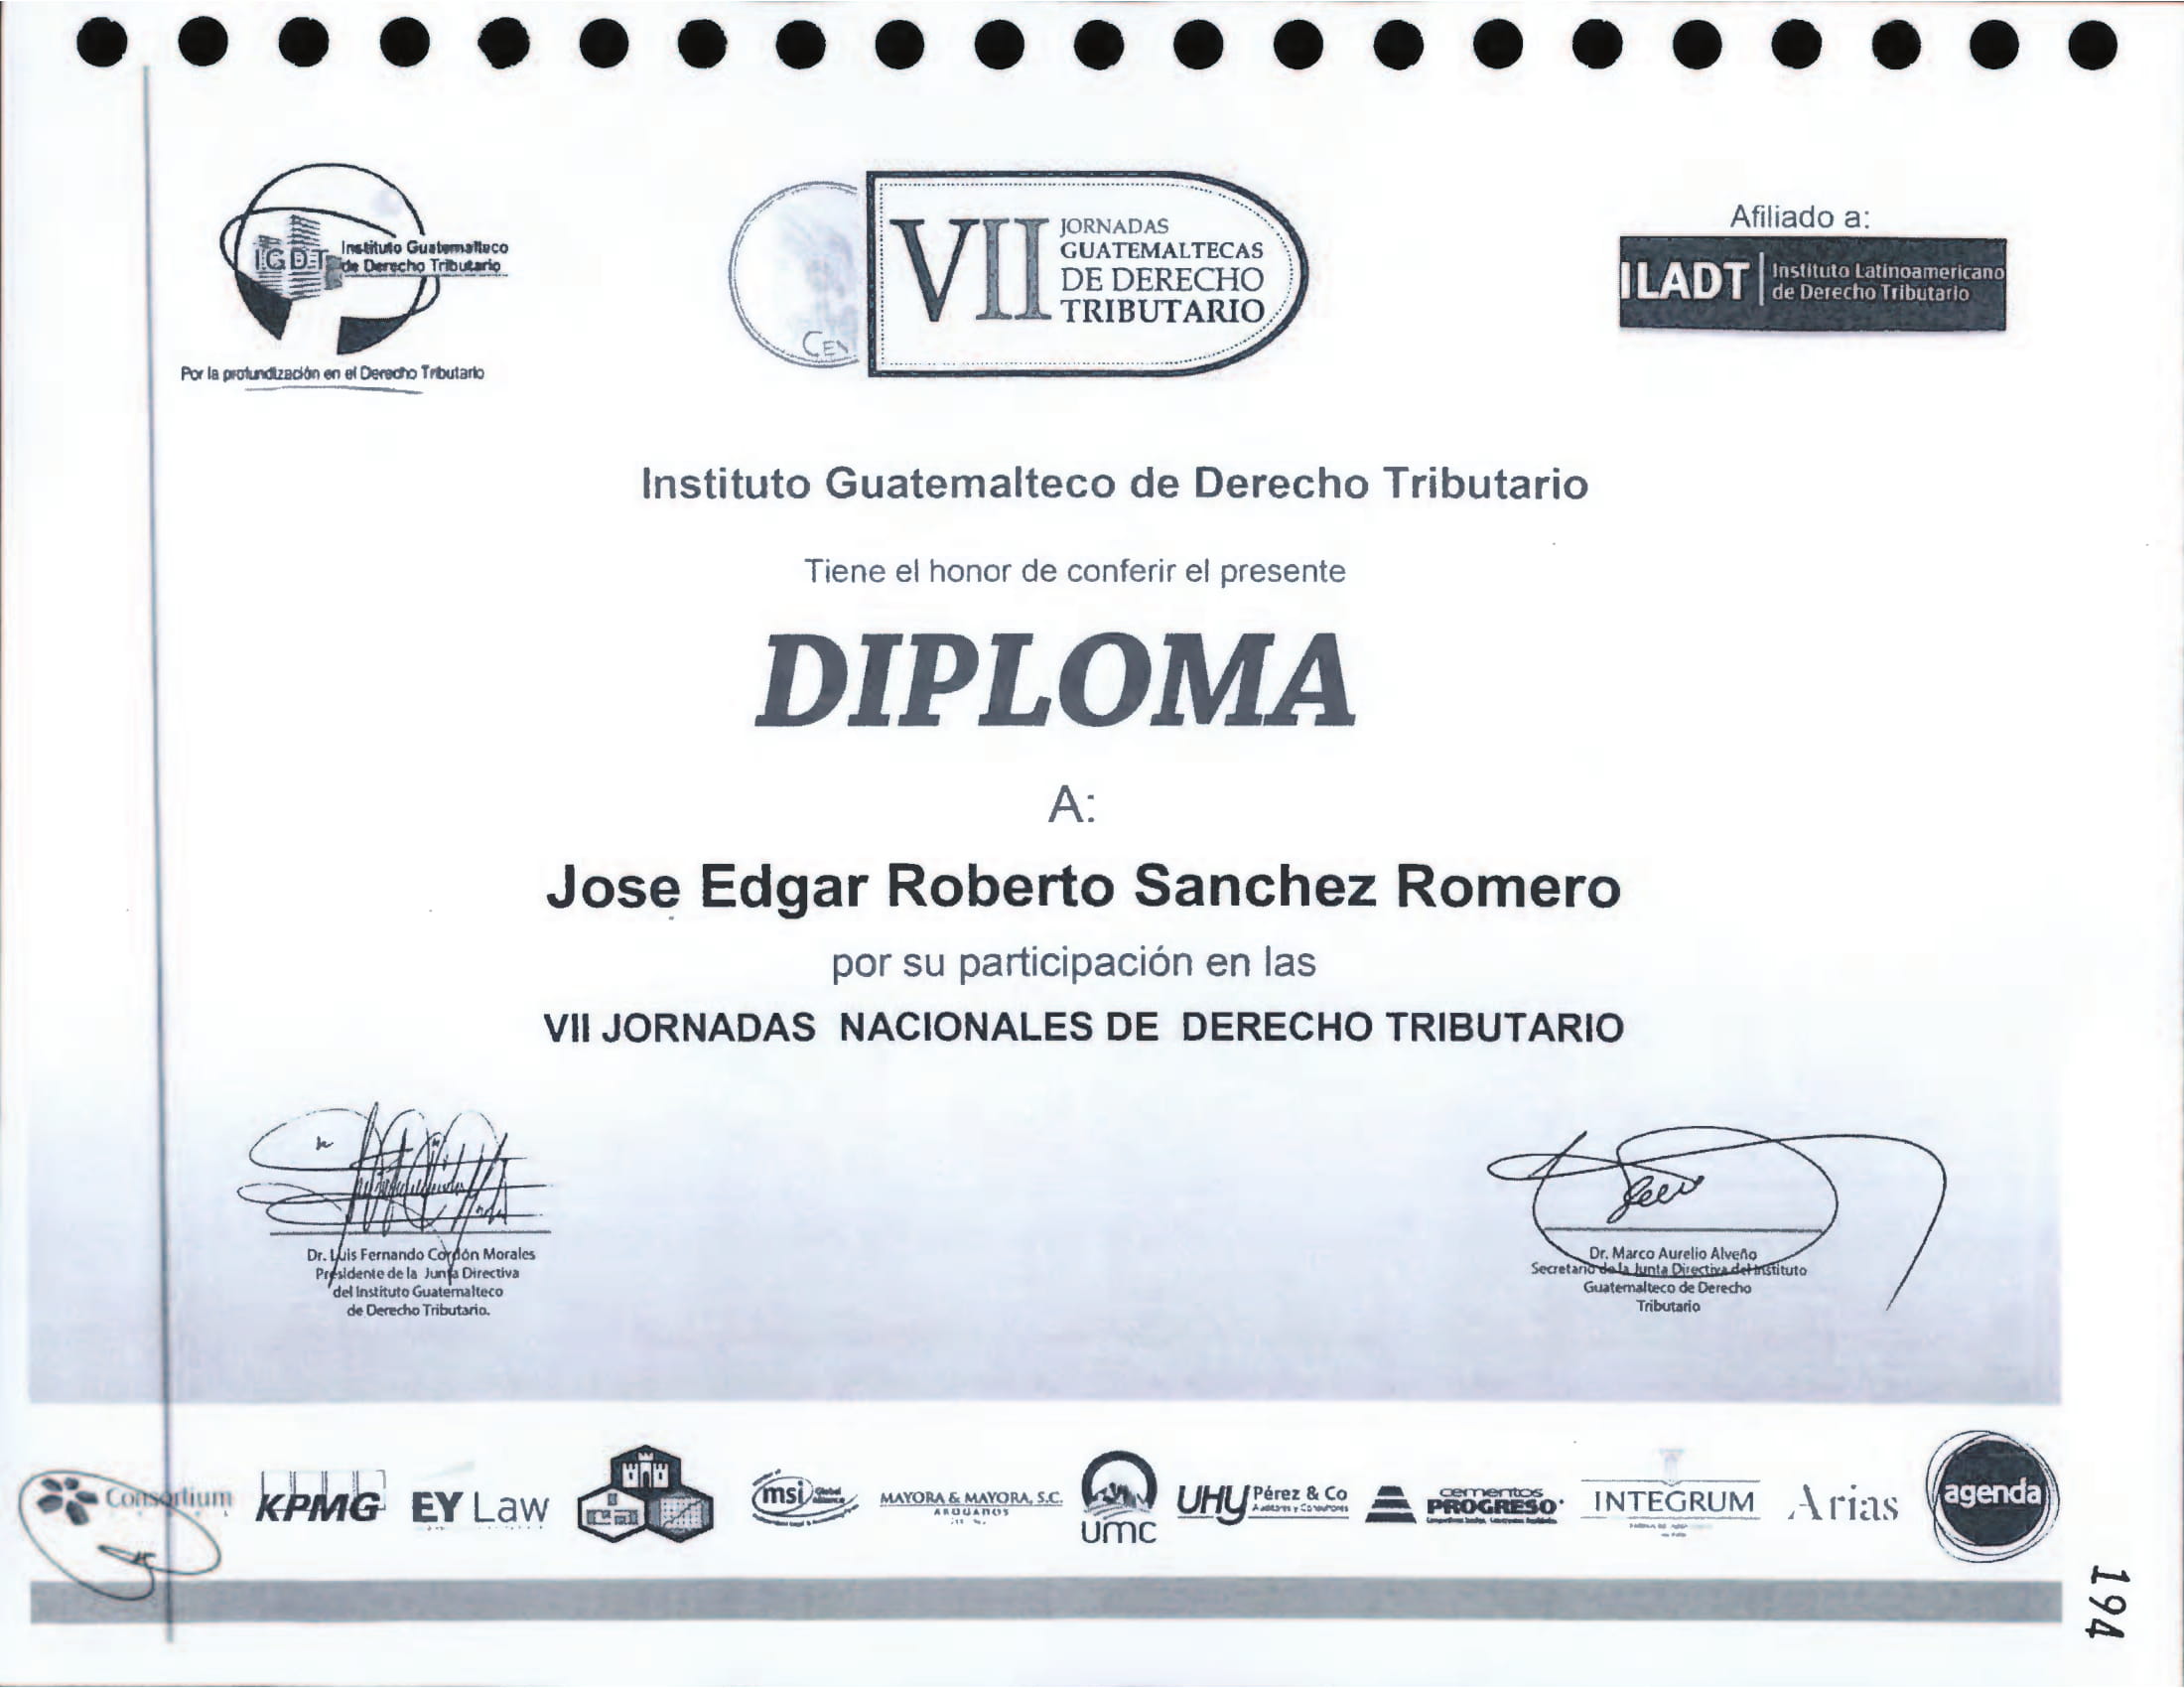 IGDT Instituto Guatemalteco
de Derecho Tributario
Por la profundización en el Derecho Tributario
VII JORNADAS
GUATEMALTECAS
DE DERECHO
TRIBUTARIO
Afiliado a:
ILADT Instituto Latinoamericano
de Derecho Tributario
Instituto Guatemalteco de Derecho Tributario
Tiene el honor de conferir el presente
DIPLOMA
A:
Jose Edgar Roberto Sanchez Romero
por su participación en las
VII JORNADAS NACIONALES DE DERECHO TRIBUTARIO
Dr. Luis Fernando Cordón Morales
Presidente de la Junta Directiva
del Instituto Guatemalteco
de Derecho Tributario.
Dr. Marco Aurelio Alveño
Secretario de la Junta Directiva del Instituto
Guatemalteco de Derecho
Tributario
Consortium
KPMG
EY Law
msi Global
MAYORA & MAYORA, S.C.
ABOGADOS
umc
UHY Pérez & Co
Auditores y Consultores
cementos
PROGRESO
INTEGRUM
Arias
agenda
194